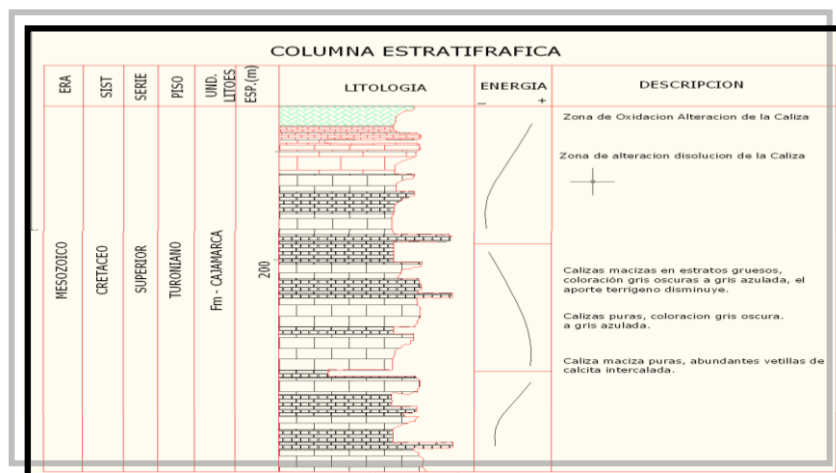 COLUMNA ESTRATIFRAFICA
ERA
SIST
SERIE
PISO
UND.
LITOES
ESP.(m)
LITOLOGIA
ENERGIA
- +
DESCRIPCION
MESOZOICO
CRETACEO
SUPERIOR
TURONIANO
Fm - CAJAMARCA
200
Zona de Oxidacion Alteracion de la Caliza
Zona de alteracion disolucion de la Caliza
Calizas macizas en estratos gruesos,
coloración gris oscuras a gris azulada, el
aporte terrígeno disminuye.
Calizas puras, coloracion gris oscura.
a gris azulada.
Caliza maciza puras, abundantes vetillas de
calcita intercalada.